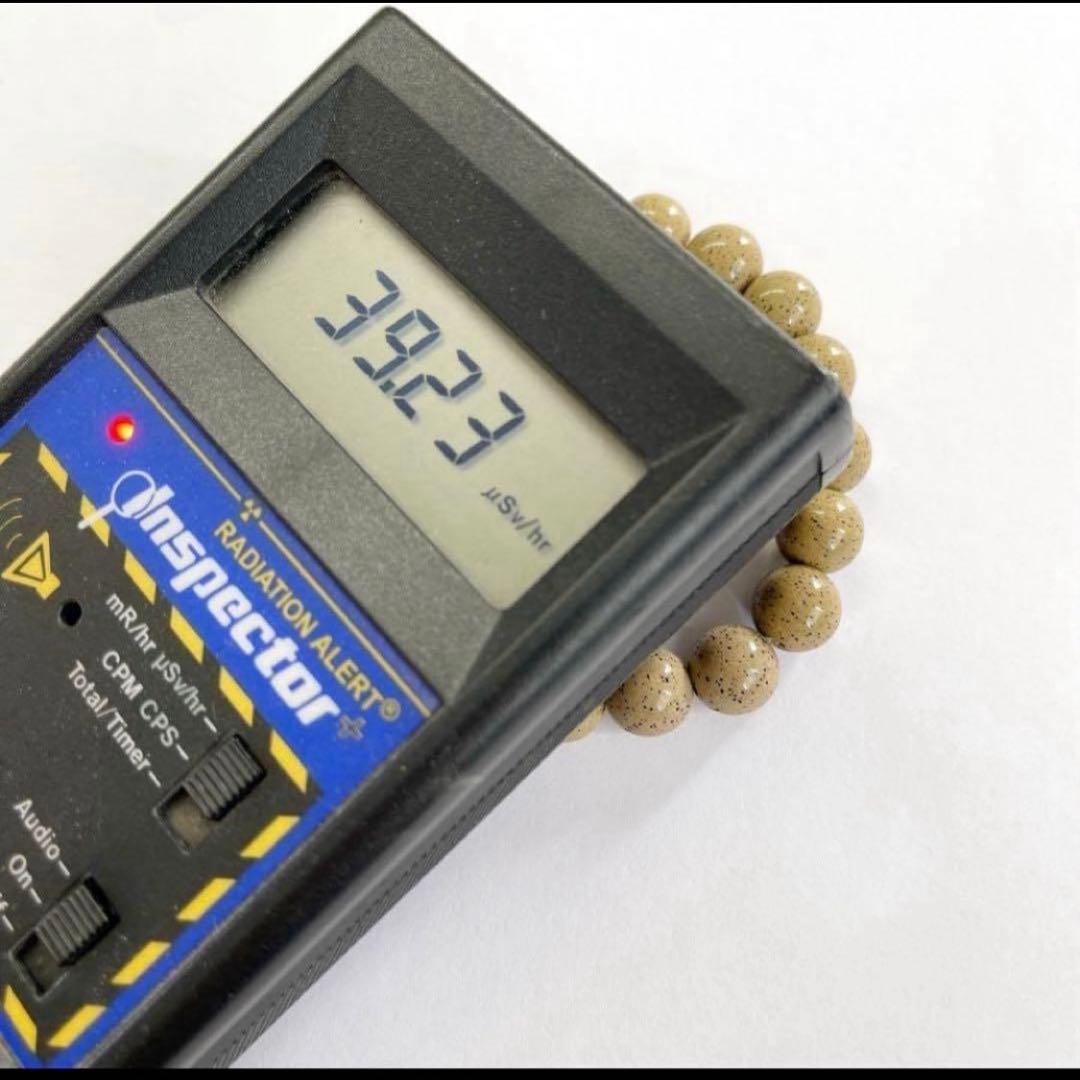 39.23
µSv/hr
RADIATION ALERT®
Inspector+
mR/hr µSv/hr
CPM CPS
Total/Timer
Audio
On